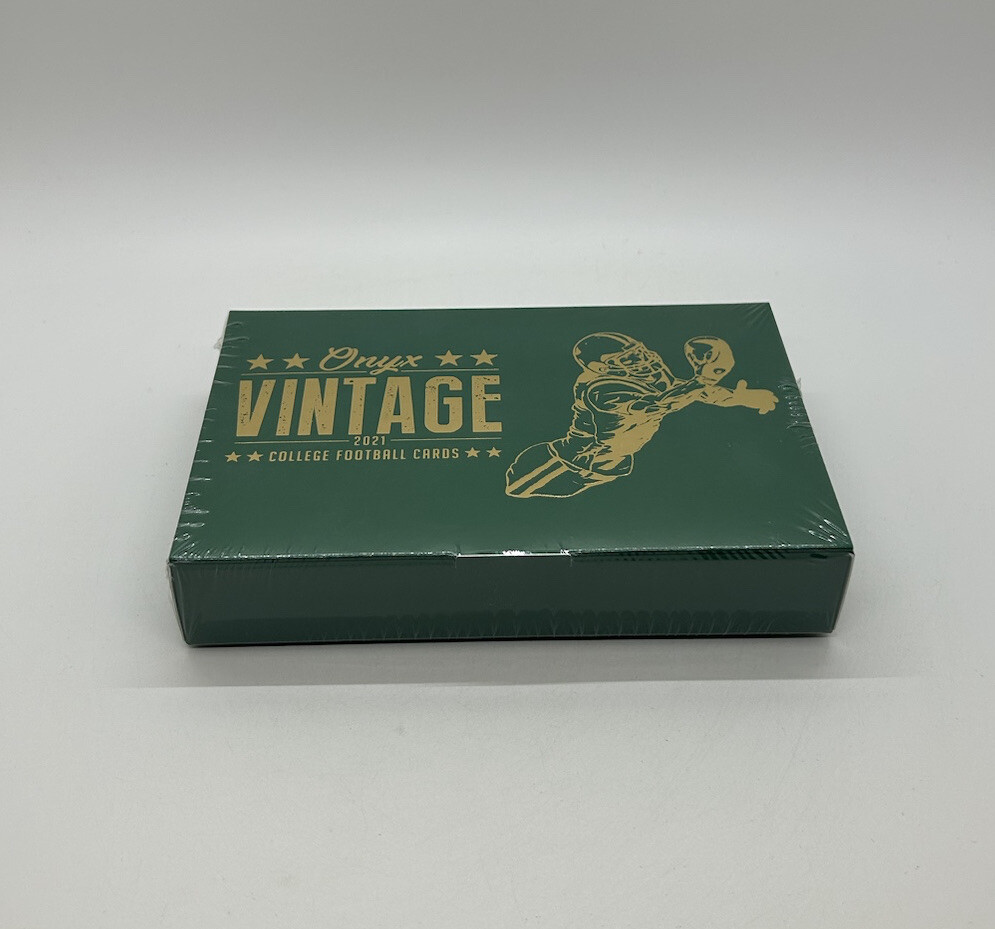 ★ ★ Onyx ★ ★
VINTAGE
2021
★ ★ COLLEGE FOOTBALL CARDS ★ ★